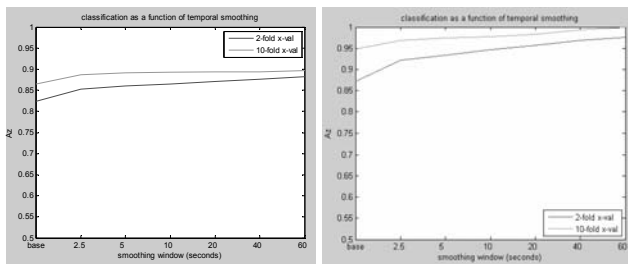 classification as a function of temporal smoothing
2-fold x-val
10-fold x-val
1
0.95
0.9
0.85
0.8
0.75
0.7
0.65
0.6
0.55
0.5
Az
base 2.5 5 10 20 40 60
smoothing window (seconds)
classification as a function of temporal smoothing
1
0.95
0.9
0.85
0.8
0.75
0.7
0.65
0.6
0.55
0.5
Az
2-fold x-val
10-fold x-val
base 2.5 5 10 20 40 60
smoothing window (seconds)